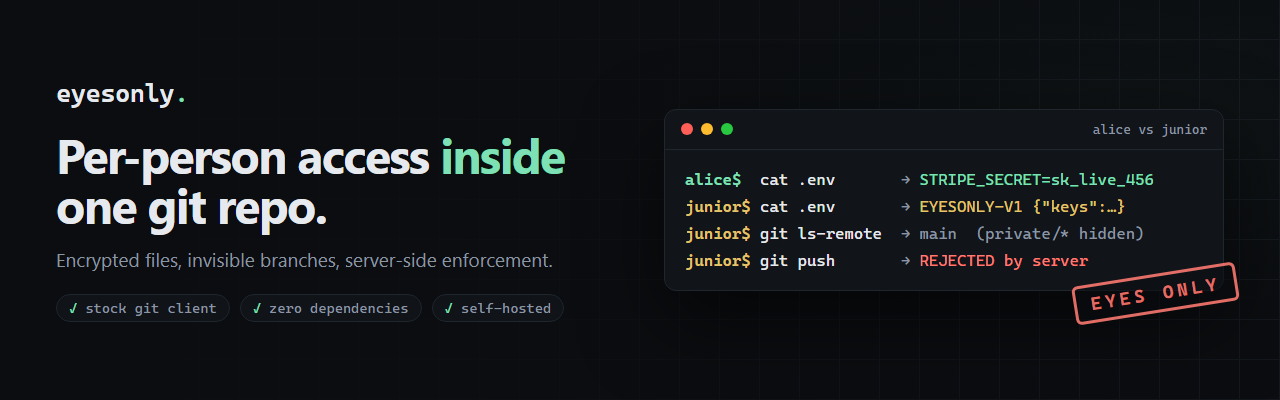 eyesonly.
Per-person access inside
one git repo.
Encrypted files, invisible branches, server-side enforcement.
✓ stock git client
✓ zero dependencies
✓ self-hosted
alice vs junior
alice$ cat .env → STRIPE_SECRET=sk_live_456
junior$ cat .env → EYESONLY-V1 {"keys":…}
junior$ git ls-remote → main (private/* hidden)
junior$ git push → REJECTED by server
EYES ONLY